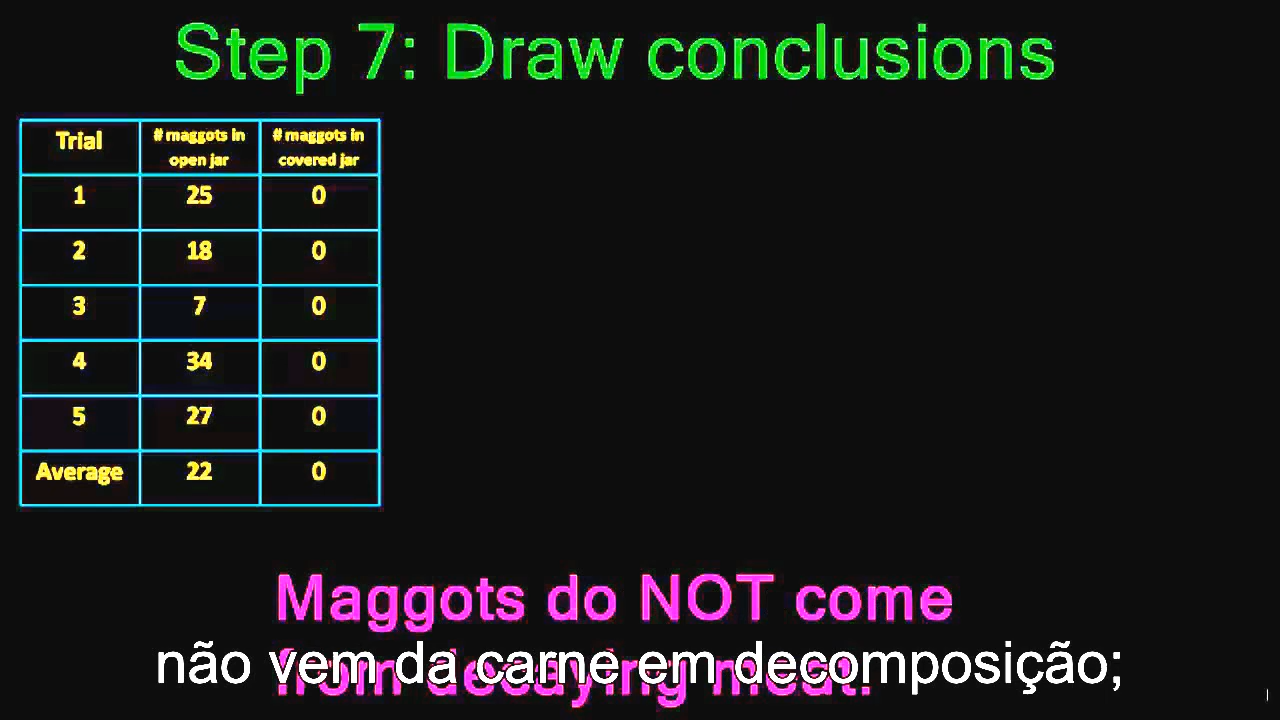 Step 7: Draw conclusions
Trial # maggots in open jar # maggots in covered jar
1 25 0
2 18 0
3 7 0
4 34 0
5 27 0
Average 22 0
Maggots do NOT come
from decaying meat.
não vem da carne em decomposição;